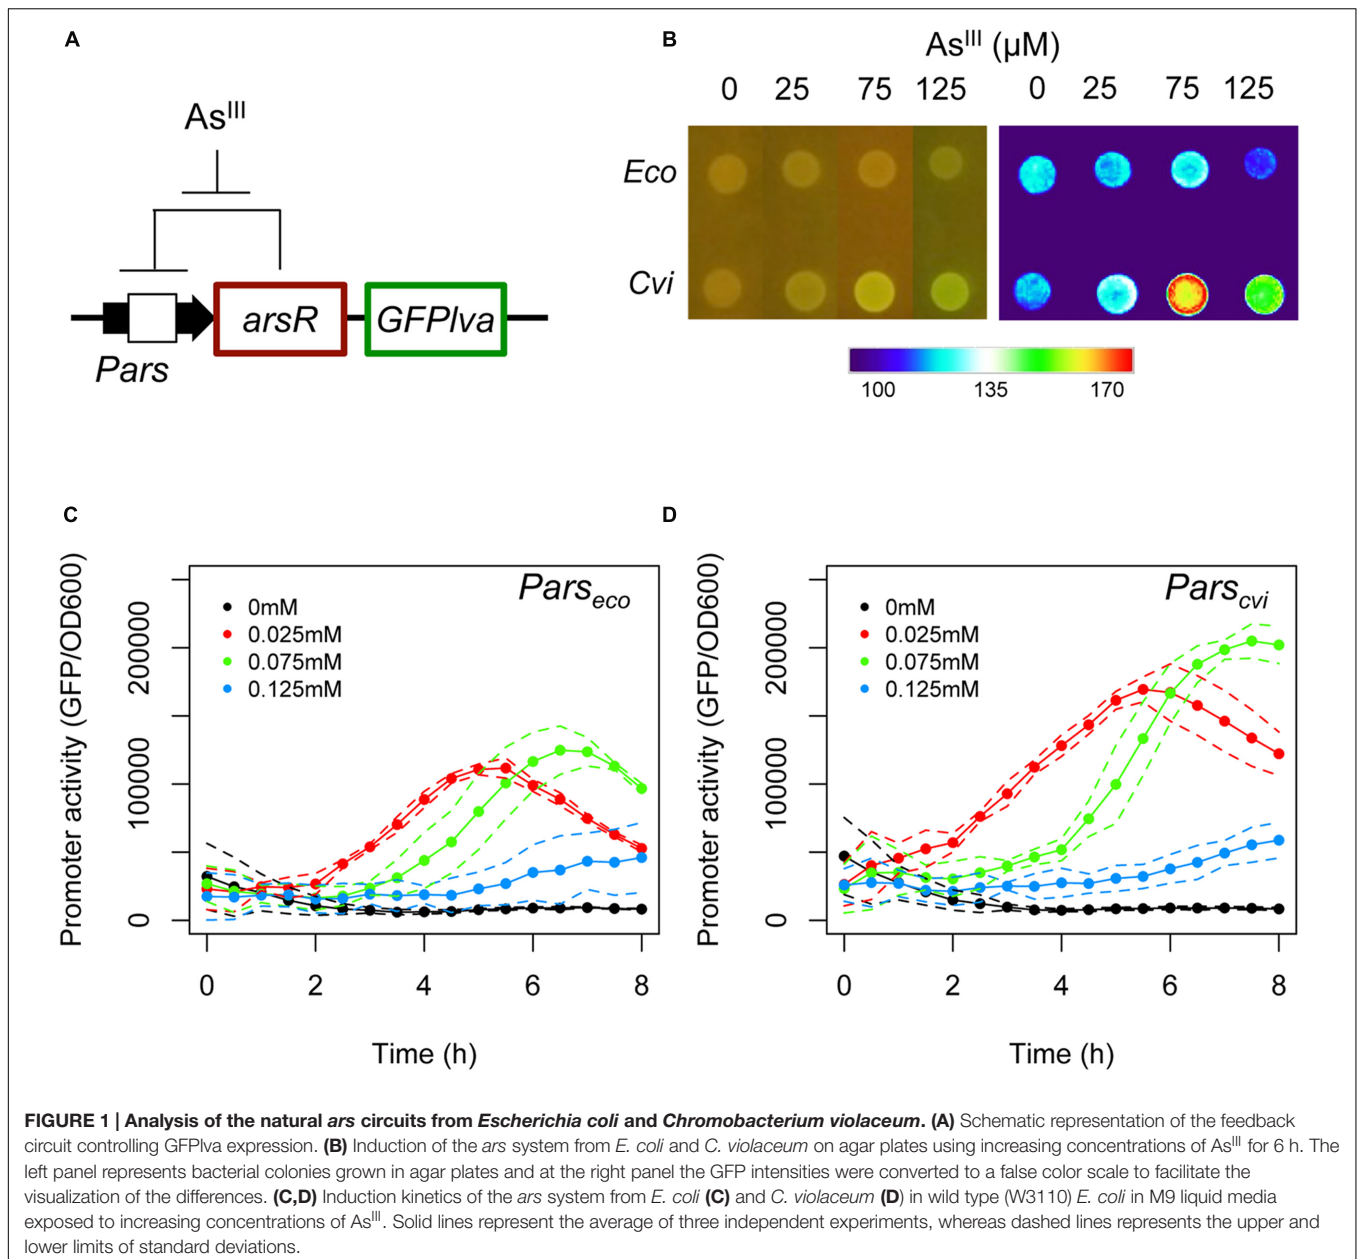 A
As^III
Pars
arsR
GFPlva
B
As^III (µM)
0 25 75 125 0 25 75 125
Eco
Cvi
100 135 170
C
Promoter activity (GFP/OD600)
0 100000 200000
Pars_eco
0mM
0.025mM
0.075mM
0.125mM
0 2 4 6 8
Time (h)
D
Promoter activity (GFP/OD600)
0 100000 200000
Pars_cvi
0mM
0.025mM
0.075mM
0.125mM
0 2 4 6 8
Time (h)
FIGURE 1 | Analysis of the natural ars circuits from Escherichia coli and Chromobacterium violaceum. (A) Schematic representation of the feedback
circuit controlling GFPlva expression. (B) Induction of the ars system from E. coli and C. violaceum on agar plates using increasing concentrations of As^III for 6 h. The
left panel represents bacterial colonies grown in agar plates and at the right panel the GFP intensities were converted to a false color scale to facilitate the
visualization of the differences. (C,D) Induction kinetics of the ars system from E. coli (C) and C. violaceum (D) in wild type (W3110) E. coli in M9 liquid media
exposed to increasing concentrations of As^III. Solid lines represent the average of three independent experiments, whereas dashed lines represents the upper and
lower limits of standard deviations.